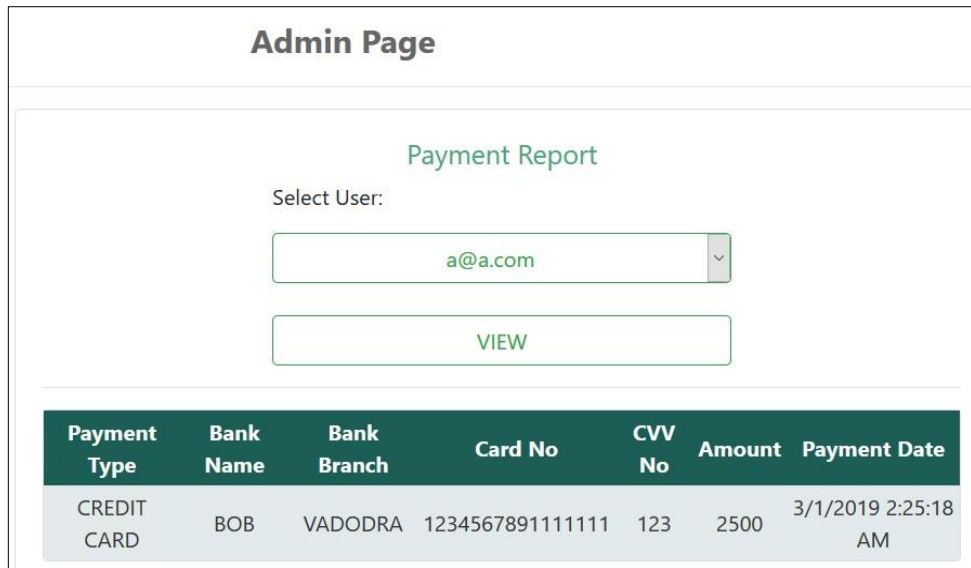 Admin Page
Payment Report
Select User:
a@a.com
VIEW
Payment Type Bank Name Bank Branch Card No CVV No Amount Payment Date
CREDIT CARD BOB VADODRA 1234567891111111 123 2500 3/1/2019 2:25:18 AM